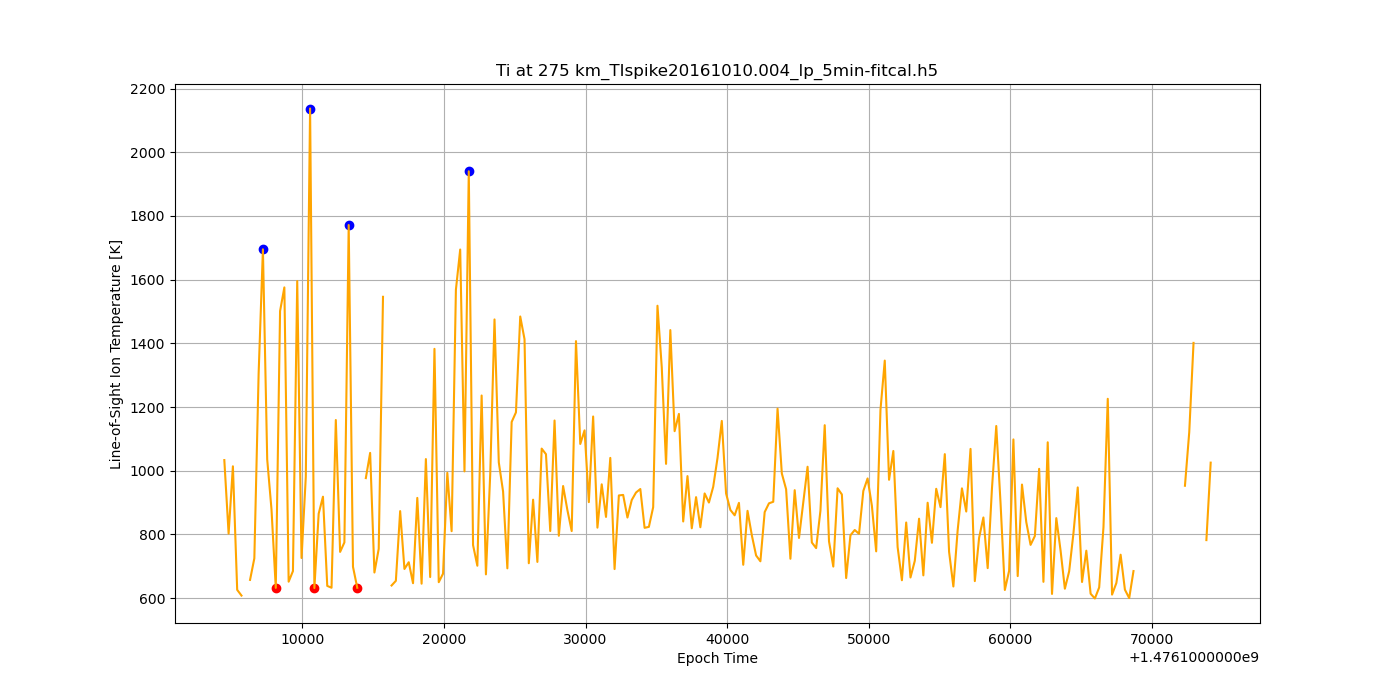 Ti at 275 km_TIspike20161010.004_lp_5min-fitcal.h5
Line-of-Sight Ion Temperature [K]
2200
2000
1800
1600
1400
1200
1000
800
600
10000 20000 30000 40000 50000 60000 70000
Epoch Time
+1.4761000000e9